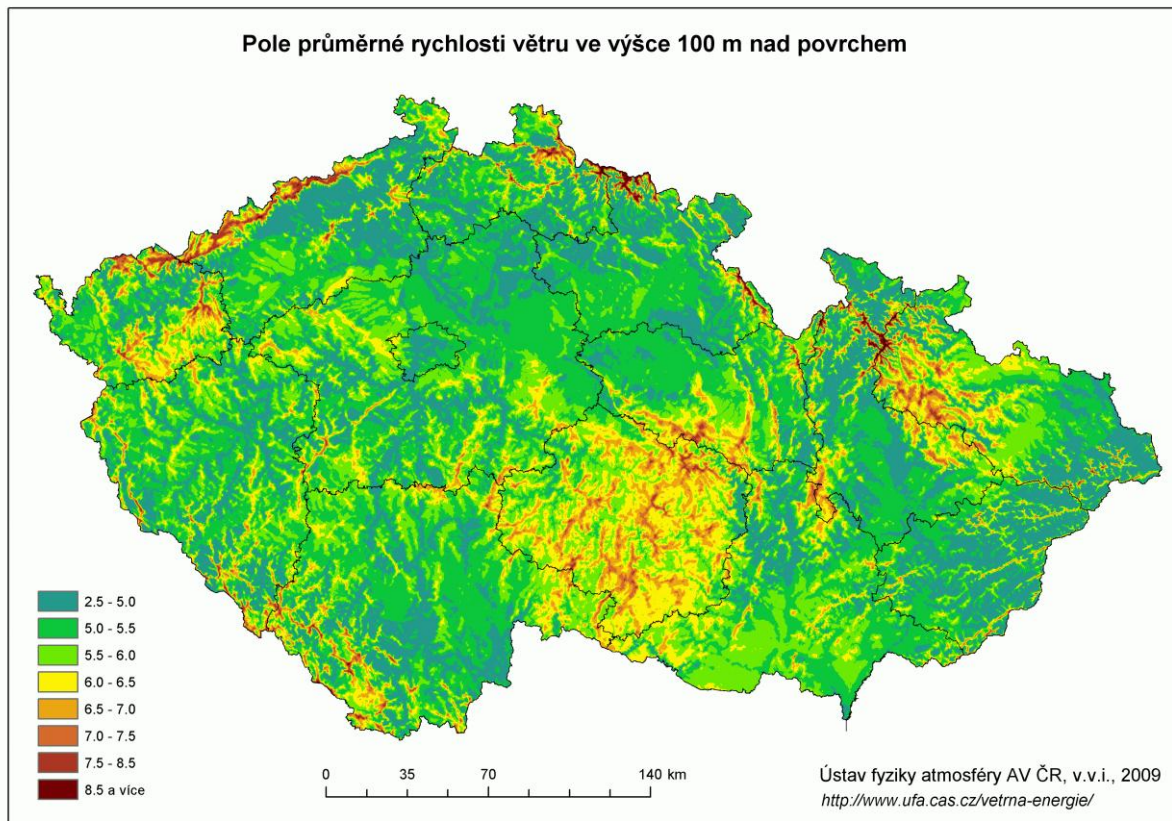 Pole průměrné rychlosti větru ve výšce 100 m nad povrchem
2.5 - 5.0
5.0 - 5.5
5.5 - 6.0
6.0 - 6.5
6.5 - 7.0
7.0 - 7.5
7.5 - 8.5
8.5 a více
0 35 70 140 km
Ústav fyziky atmosféry AV ČR, v.v.i., 2009
http://www.ufa.cas.cz/vetrna-energie/